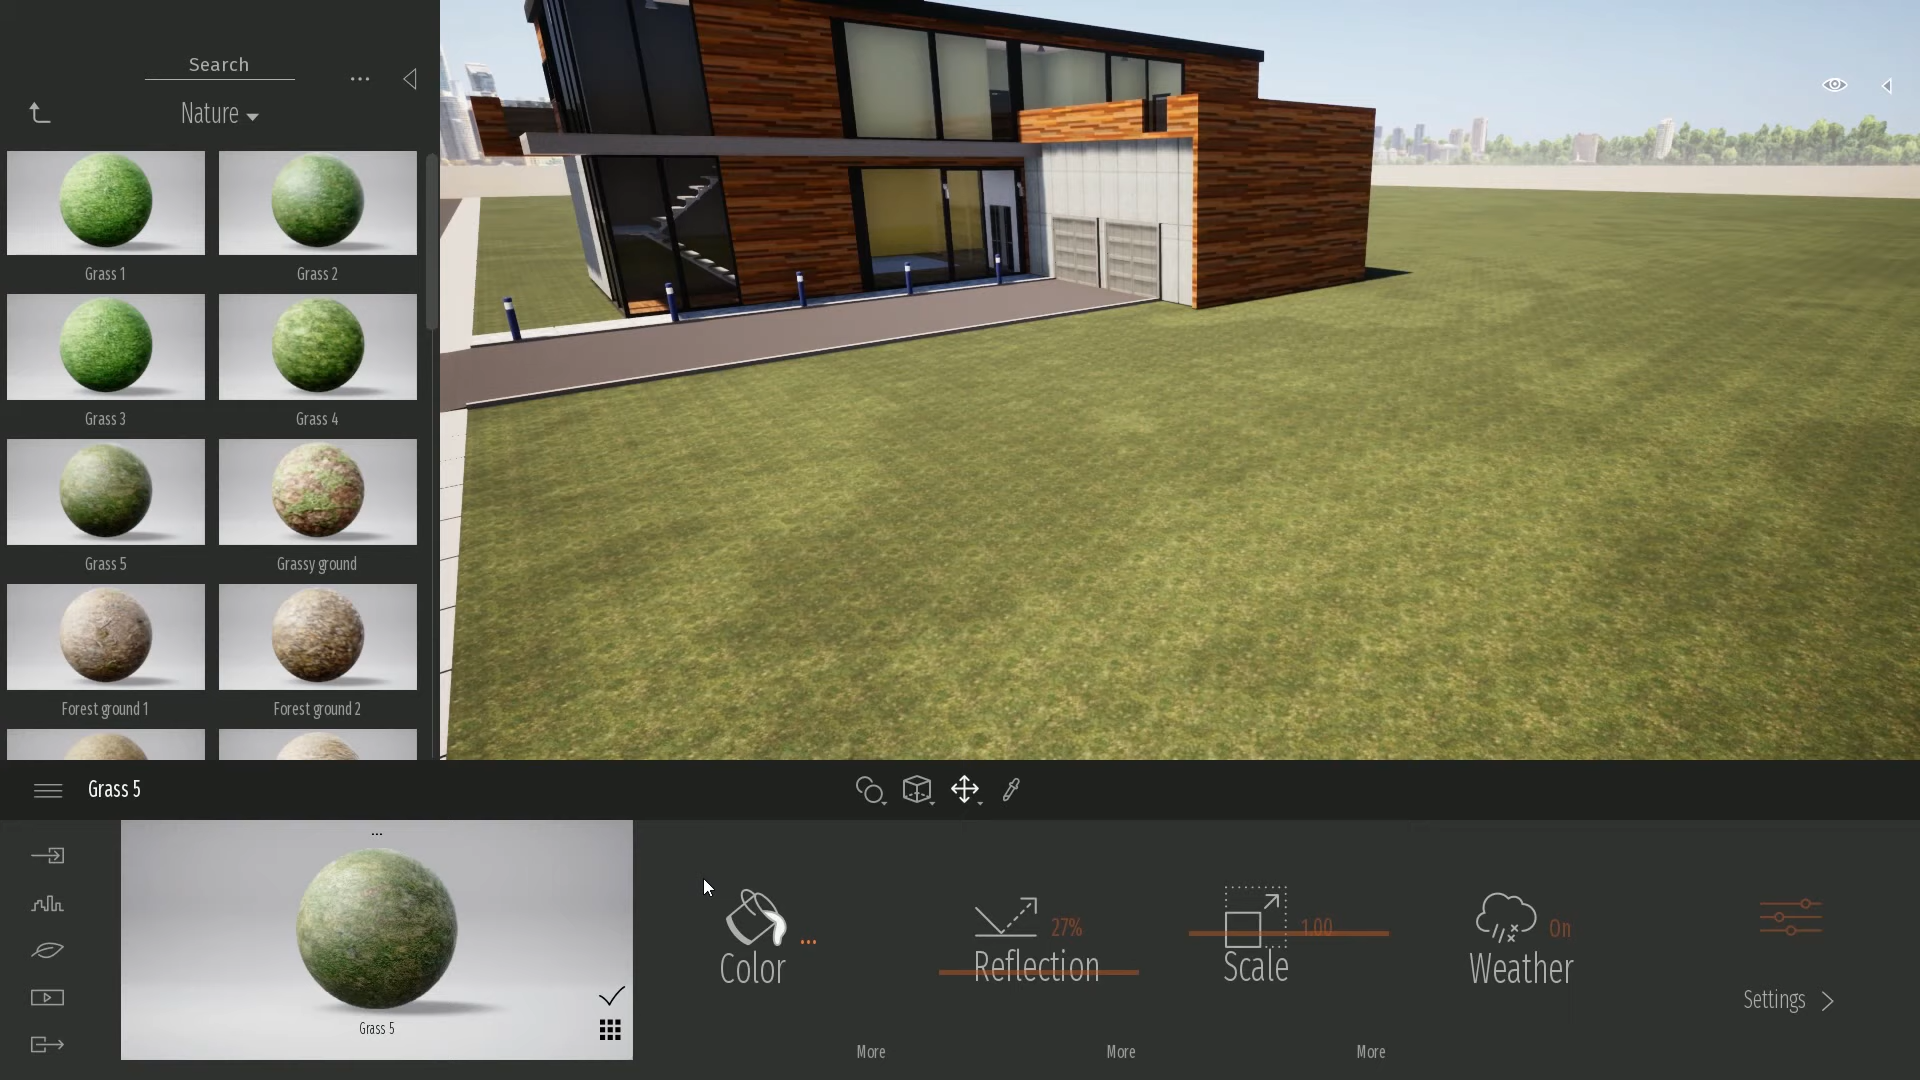 Search
...
Nature
Grass 1
Grass 2
Grass 3
Grass 4
Grass 5
Grassy ground
Forest ground 1
Forest ground 2
Grass 5
...
Grass 5
Color
...
27%
Reflection
1.00
Scale
On
Weather
Settings
More
More
More